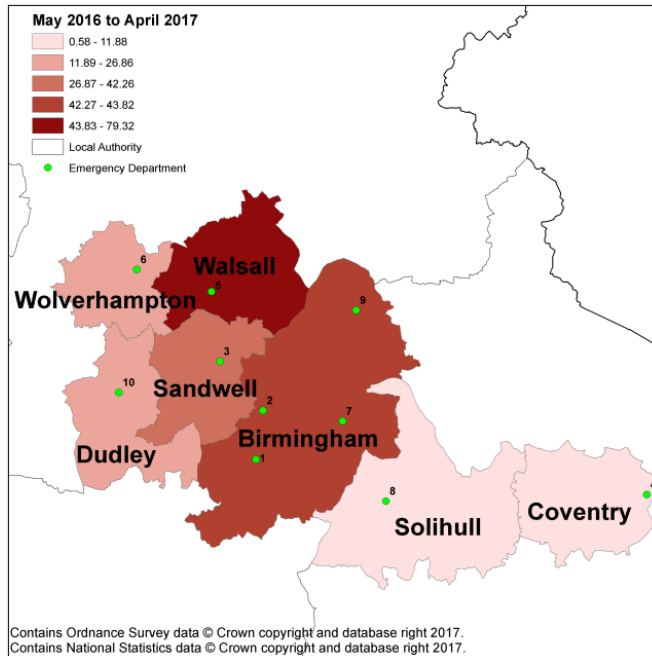 May 2016 to April 2017
0.58 - 11.88
11.89 - 26.86
26.87 - 42.26
42.27 - 43.82
43.83 - 79.32
Local Authority
Emergency Department
6
Walsall
5
Wolverhampton
9
3
Sandwell
10
2
7
Birmingham
Dudley
1
8
Solihull
Coventry
Contains Ordnance Survey data © Crown copyright and database right 2017.
Contains National Statistics data © Crown copyright and database right 2017.